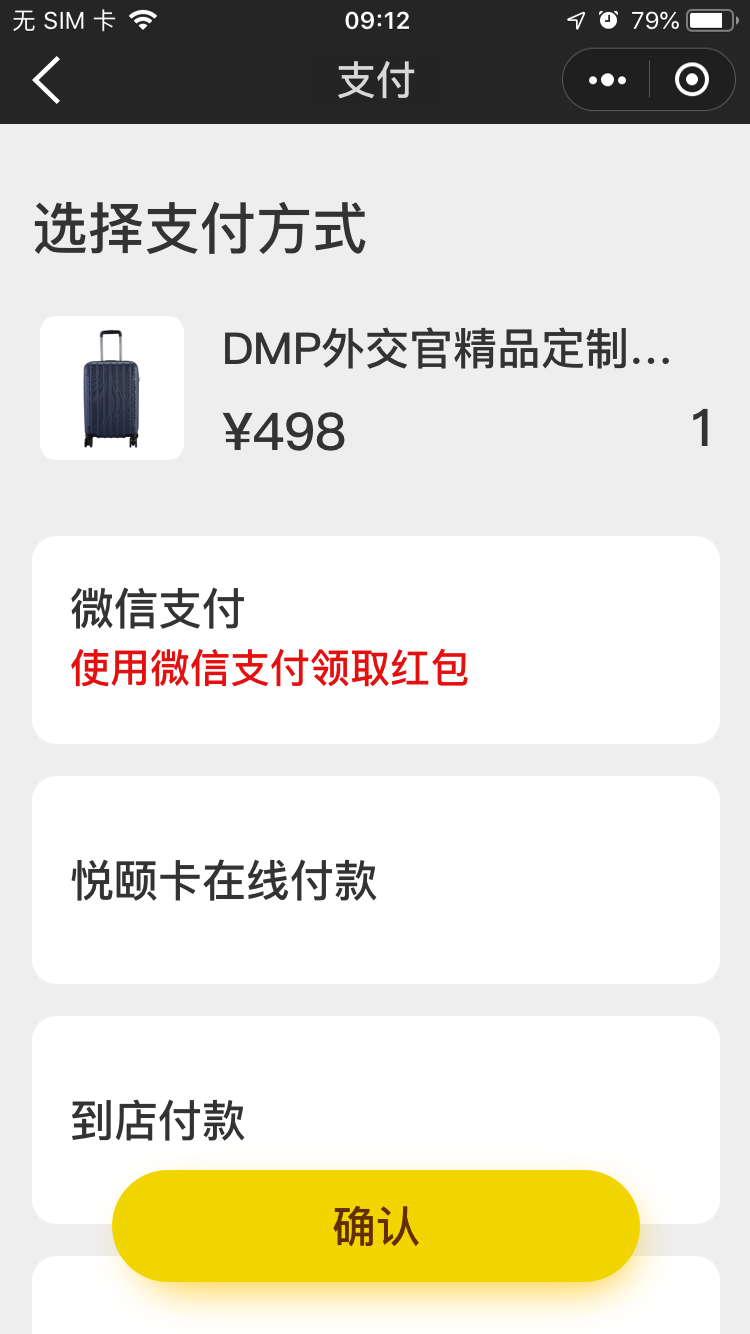 无 SIM 卡
09:12
79%
支付
选择支付方式
DMP外交官精品定制...
¥498
1
微信支付
使用微信支付领取红包
悦颐卡在线付款
到店付款
确认